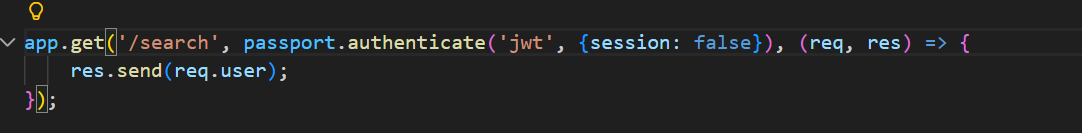 app.get('/search', passport.authenticate('jwt', {session: false}), (req, res) => {
    res.send(req.user);
});